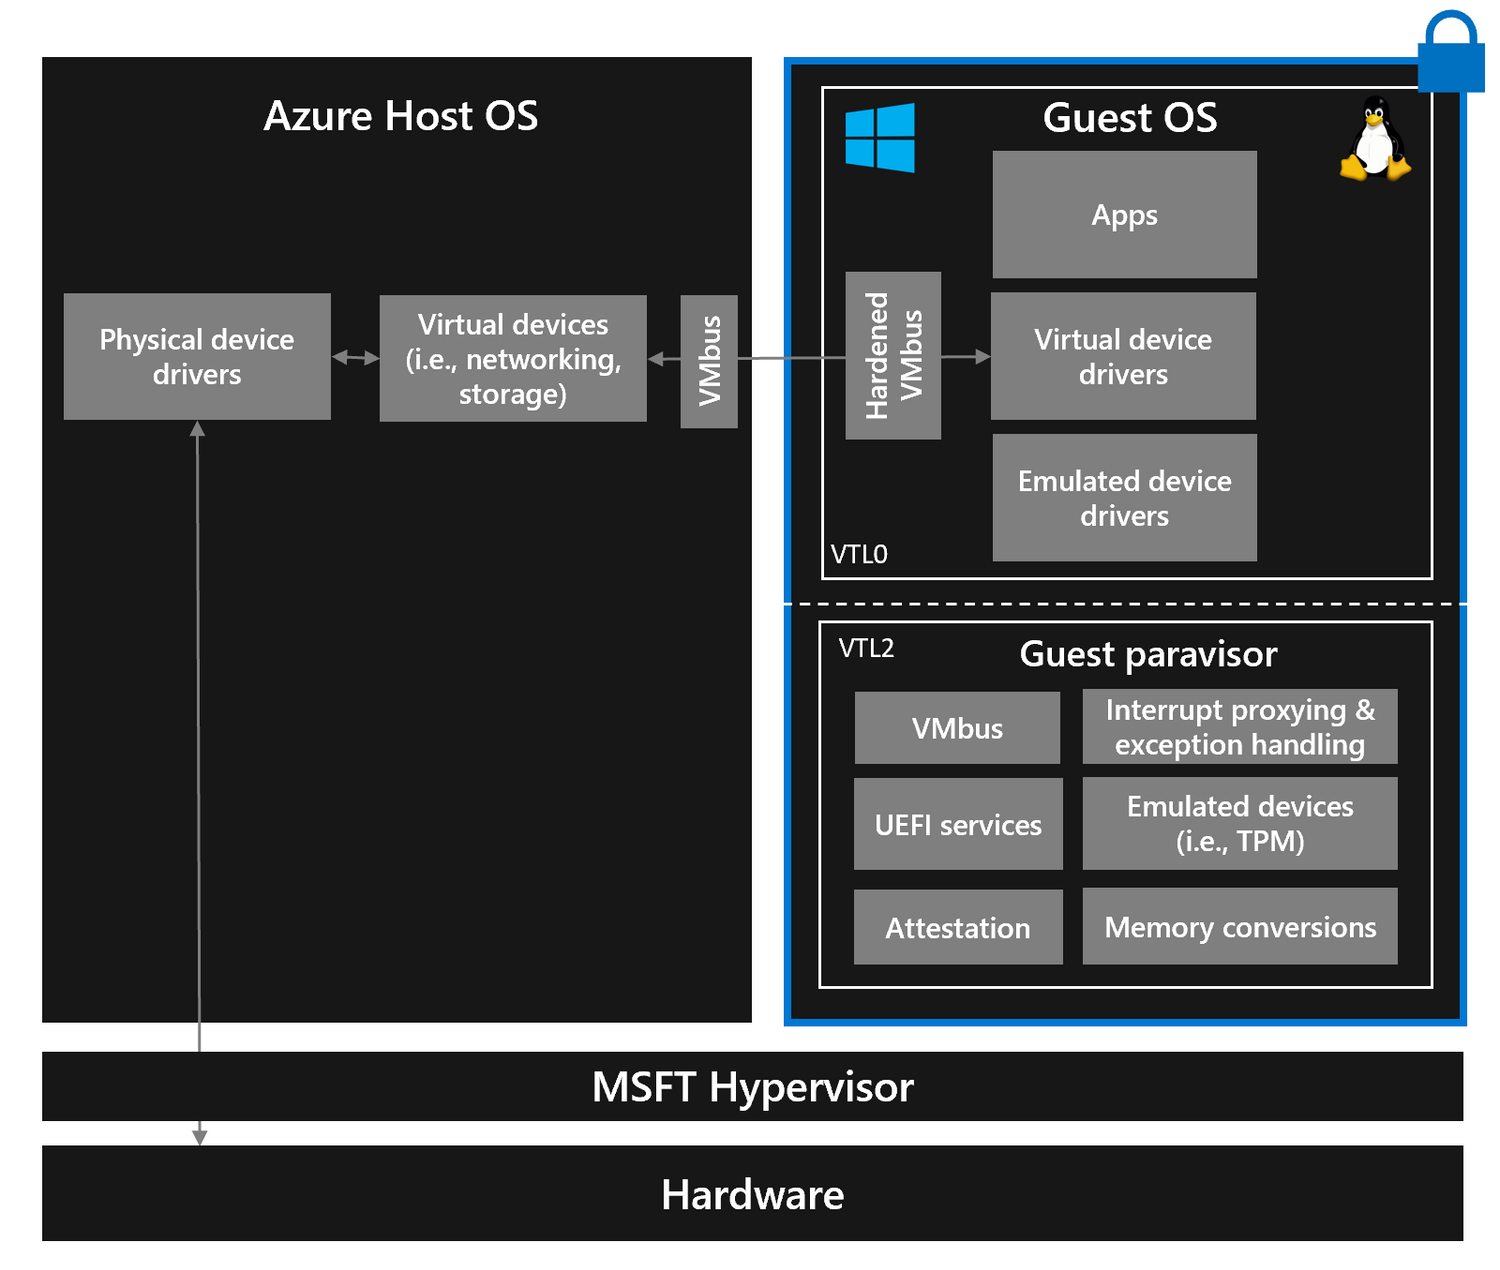 Azure Host OS
Physical device
drivers
Virtual devices
(i.e., networking,
storage)
VMbus
Guest OS
Apps
Hardened
VMbus
Virtual device
drivers
Emulated device
drivers
VTL0
VTL2
Guest paravisor
VMbus
Interrupt proxying &
exception handling
UEFI services
Emulated devices
(i.e., TPM)
Attestation
Memory conversions
MSFT Hypervisor
Hardware